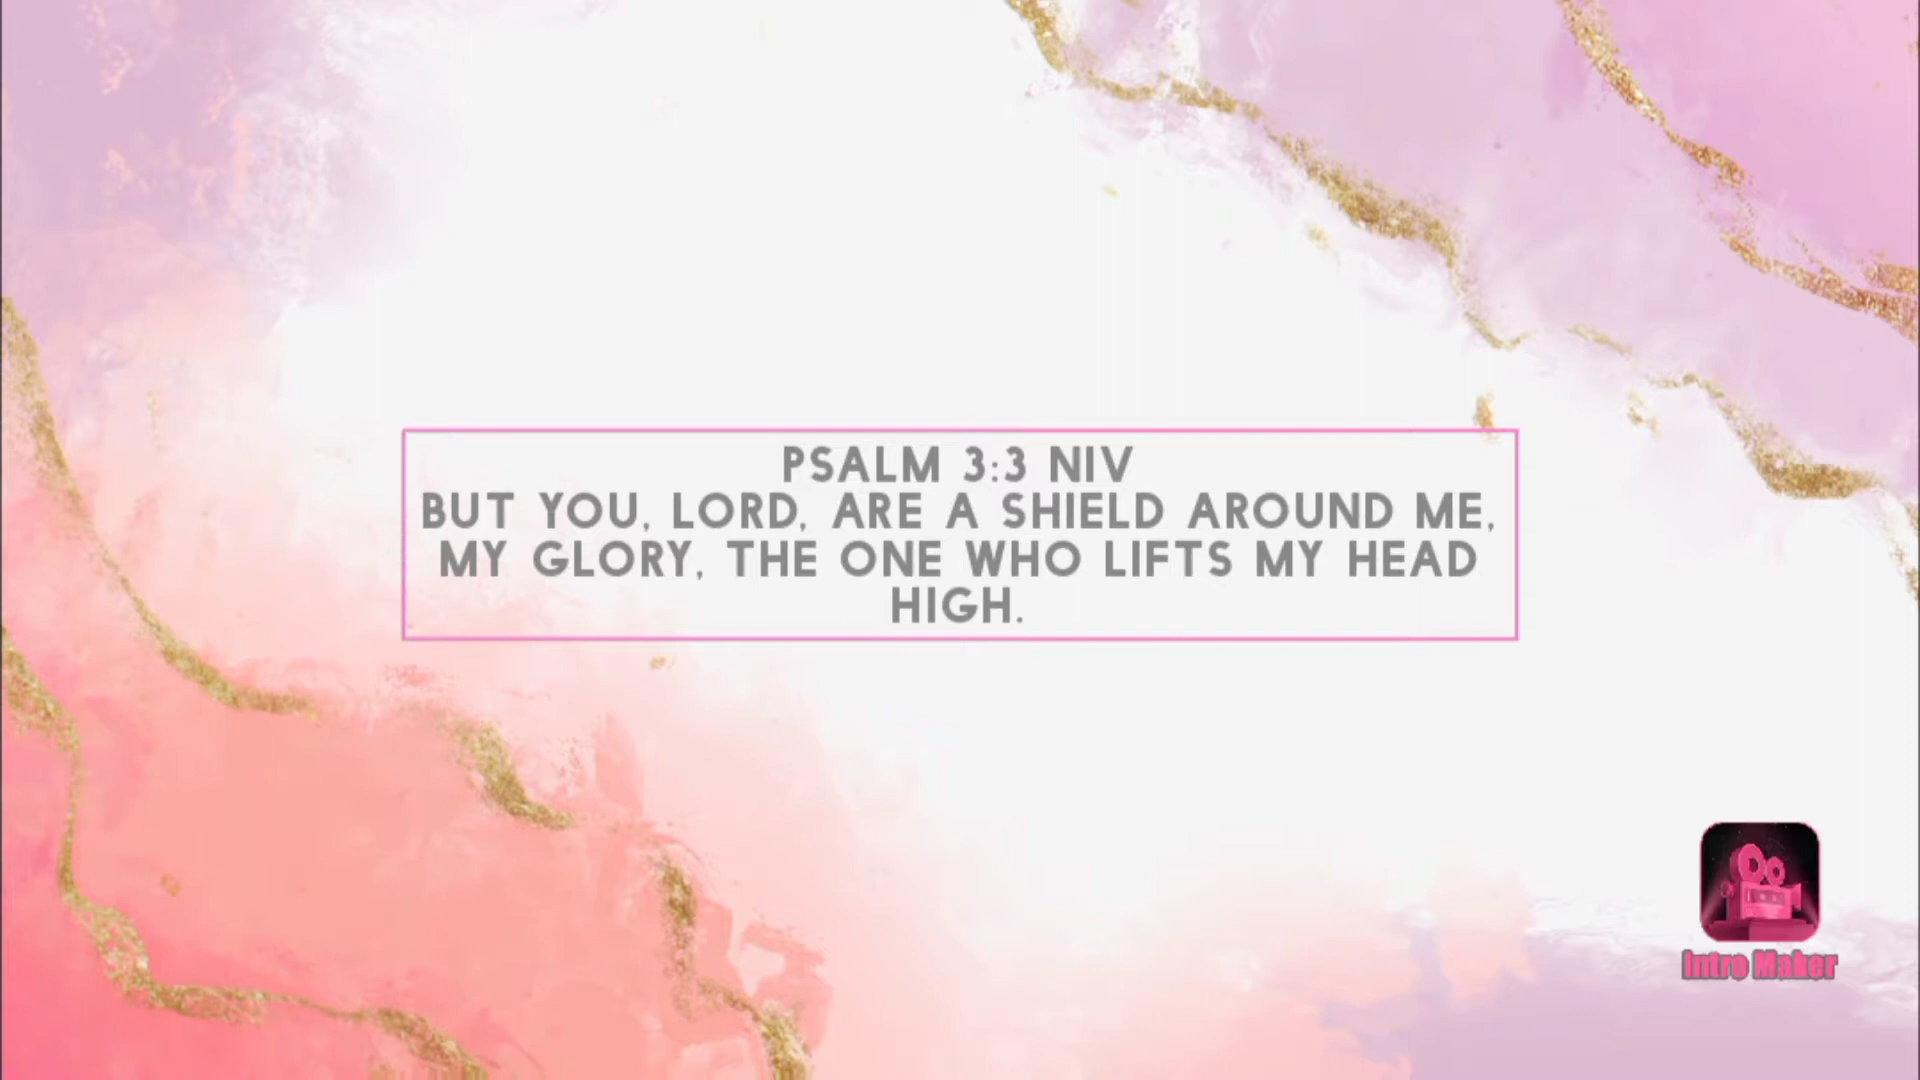 PSALM 3:3 NIV
BUT YOU, LORD, ARE A SHIELD AROUND ME,
MY GLORY, THE ONE WHO LIFTS MY HEAD
HIGH.
Intro Maker